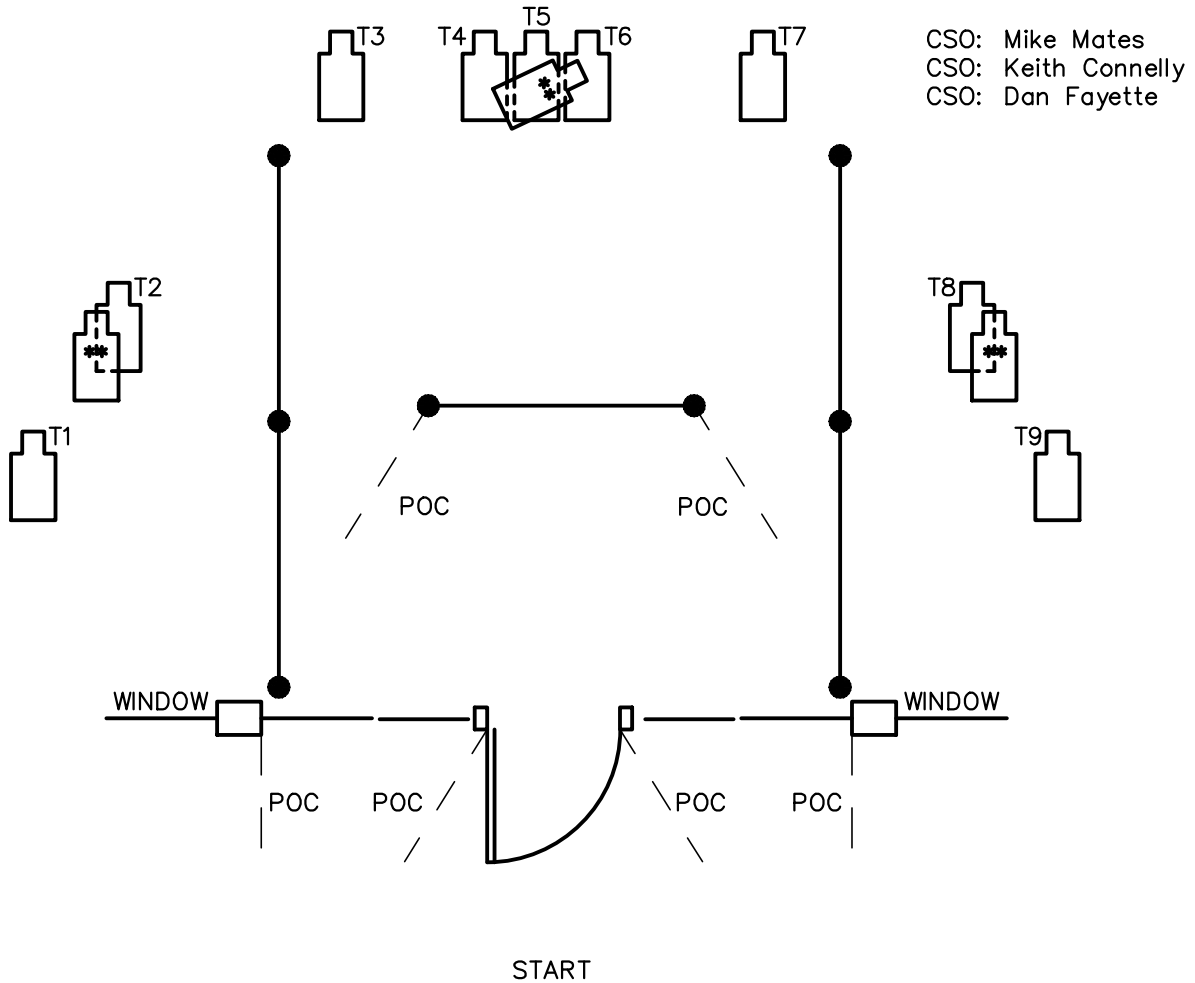 T5
T3
T4
T6
T7
CSO: Mike Mates
CSO: Keith Connelly
CSO: Dan Fayette
**
T2
T8
**
**
T1
T9
POC
POC
WINDOW
WINDOW
POC
POC
POC
POC
START